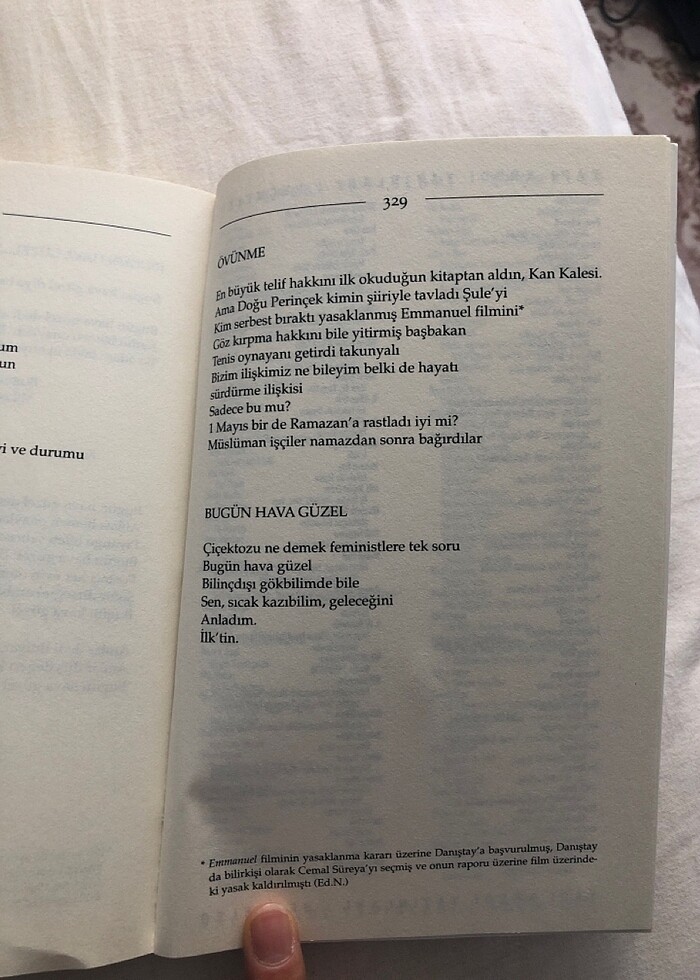 um
un
i ve durumu
329
ÖVÜNME
En büyük telif hakkını ilk okuduğun kitaptan aldın, Kan Kalesi.
Ama Doğu Perinçek kimin şiiriyle tavladı Şule'yi
Kim serbest bıraktı yasaklanmış Emmanuel filmini*
Göz kırpma hakkını bile yitirmiş başbakan
Tenis oynayanı getirdi takunyalı
Bizim ilişkimiz ne bileyim belki de hayatı
sürdürme ilişkisi
Sadece bu mu?
1 Mayıs bir de Ramazan'a rastladı iyi mi?
Müslüman işçiler namazdan sonra bağırdılar
BUGÜN HAVA GÜZEL
Çiçektozu ne demek feministlere tek soru
Bugün hava güzel
Bilinçdışı gökbilimde bile
Sen, sıcak kazıbilim, geleceğini
Anladım.
İlk'tin.
* Emmanuel filminin yasaklanma kararı üzerine Danıştay'a başvurulmuş, Danıştay
da bilirkişi olarak Cemal Süreya'yı seçmiş ve onun raporu üzerine film üzerinde-
ki yasak kaldırılmıştı (Ed.N.)